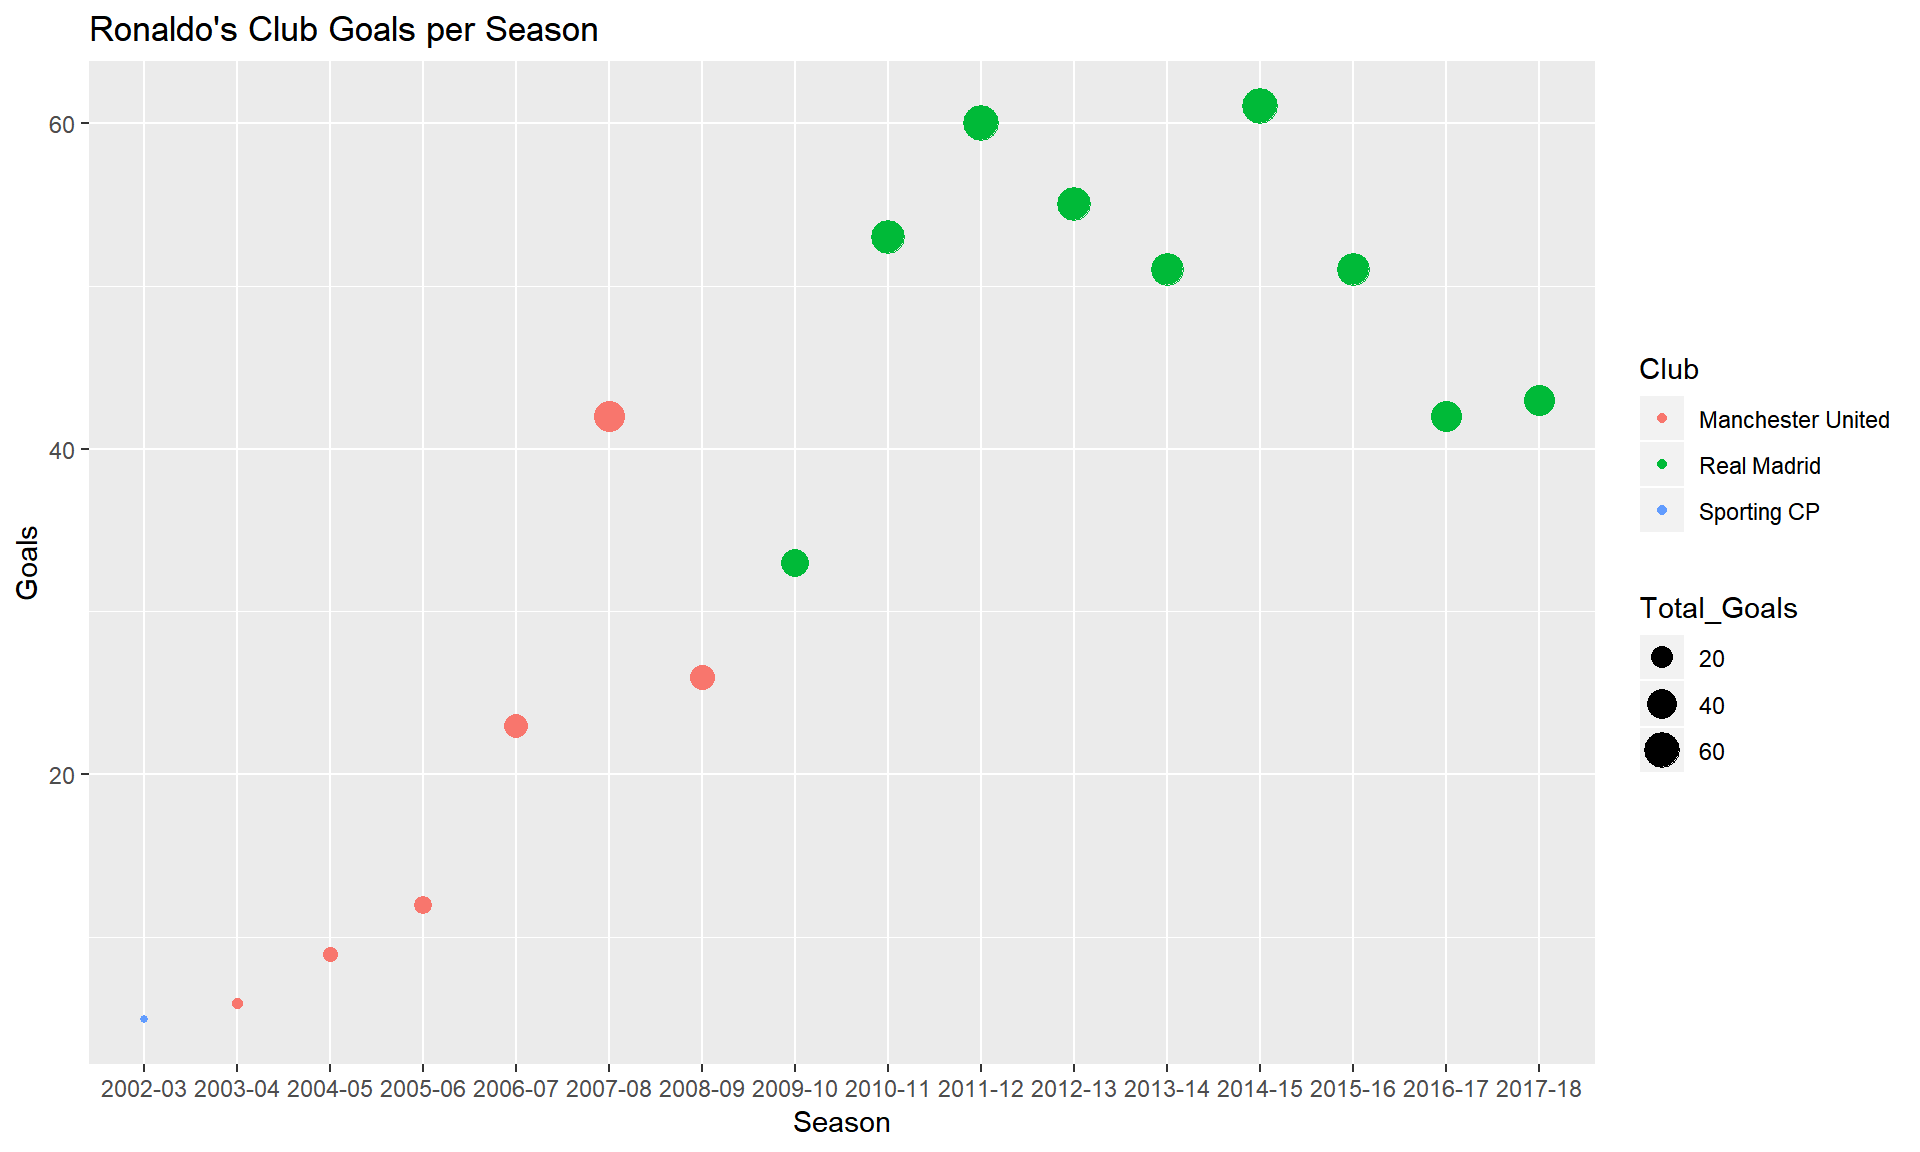 Ronaldo's Club Goals per Season
60
40
20
Goals
2002-03 2003-04 2004-05 2005-06 2006-07 2007-08 2008-09 2009-10 2010-11 2011-12 2012-13 2013-14 2014-15 2015-16 2016-17 2017-18
Season
Club
Manchester United
Real Madrid
Sporting CP
Total_Goals
20
40
60